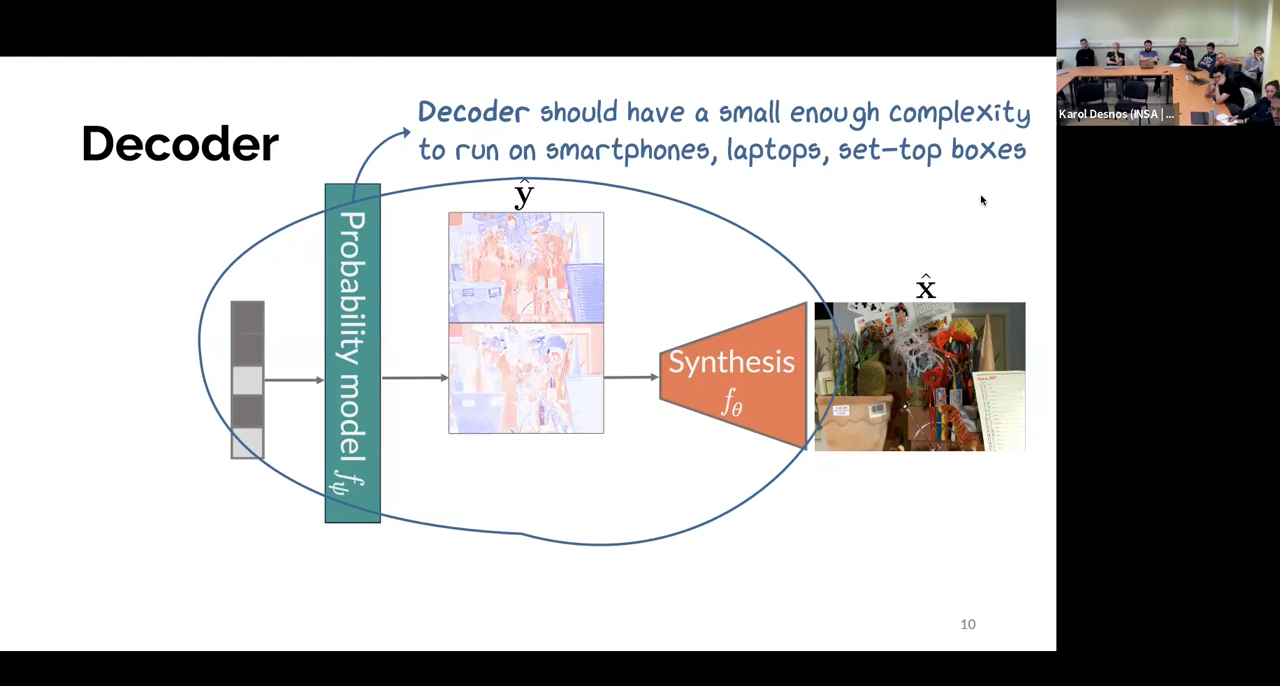 Decoder should have a small enough complexity
to run on smartphones, laptops, set-top boxes
Decoder
ŷ
Probability model f_ψ
x̂
Synthesis
f_θ
10
Karol Desnos (INSA | ...